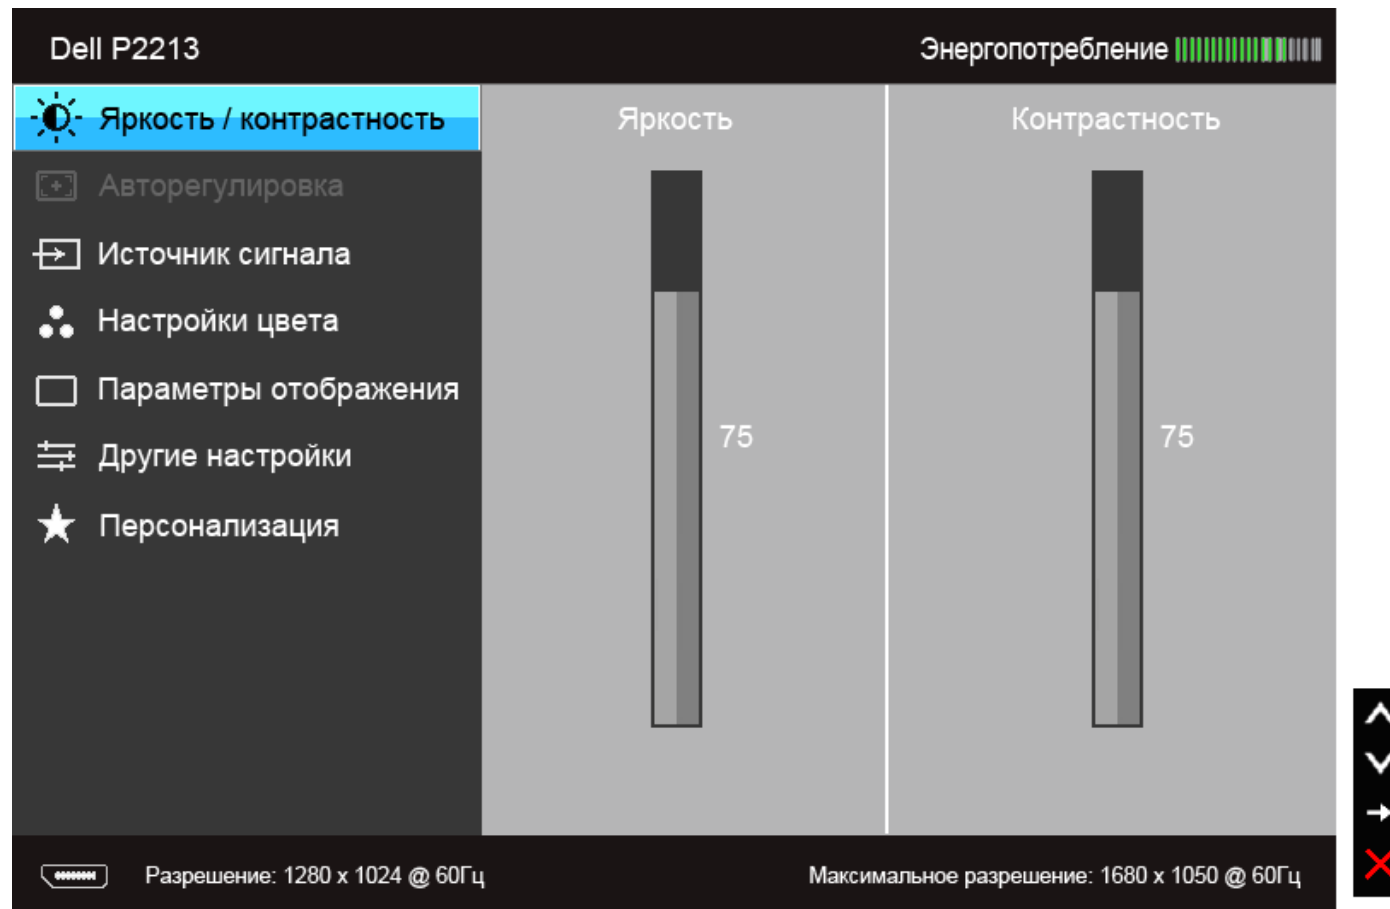 Dell P2213
Энергопотребление
Яркость / контрастность
Авторегулировка
Источник сигнала
Настройки цвета
Параметры отображения
Другие настройки
Персонализация
Яркость
75
Контрастность
75
Разрешение: 1280 x 1024 @ 60Гц
Максимальное разрешение: 1680 x 1050 @ 60Гц